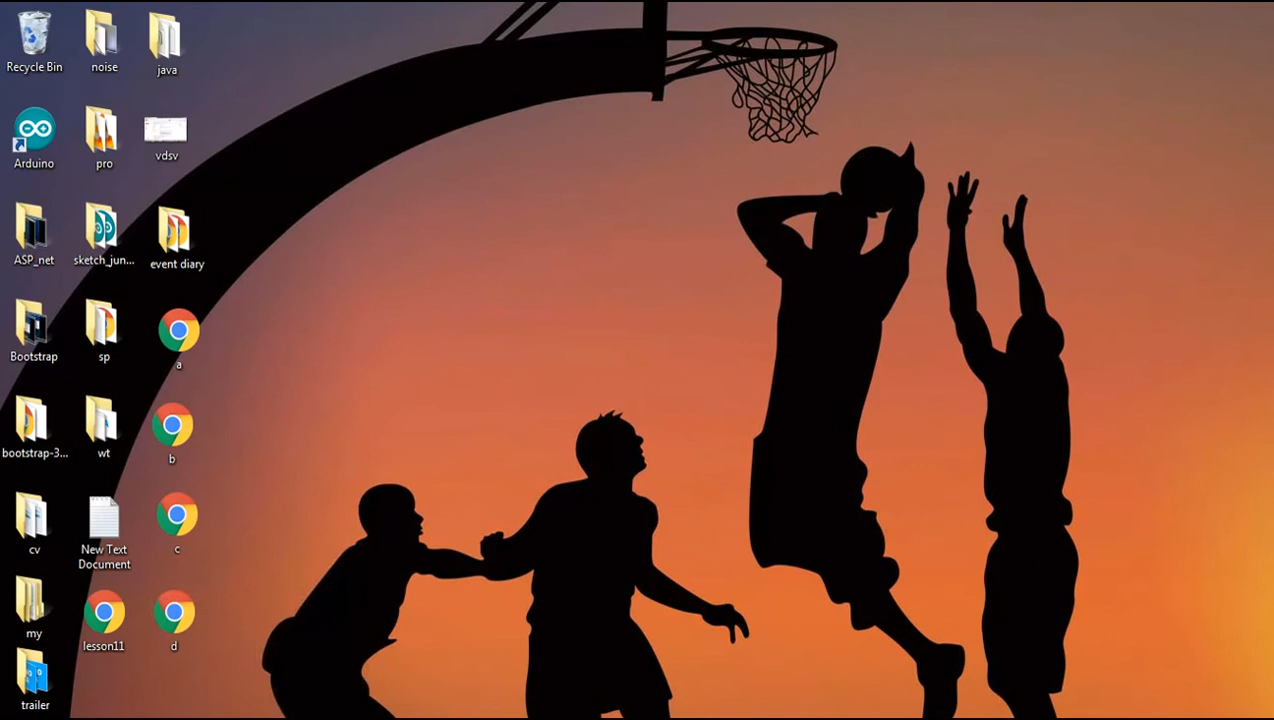 Recycle Bin
noise
java
Arduino
pro
vdsv
ASP_net
sketch_jun...
event diary
Bootstrap
sp
a
bootstrap-3...
wt
b
cv
New Text
Document
c
my
lesson11
d
trailer